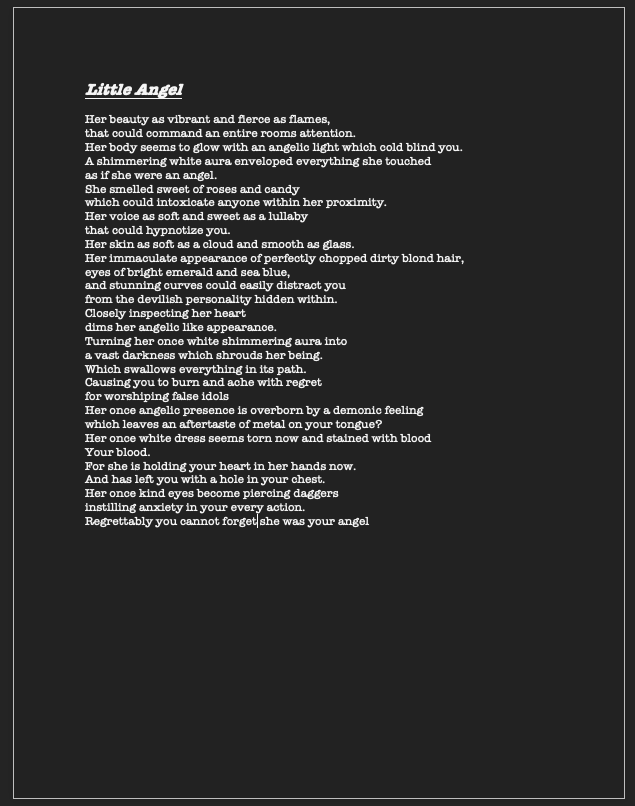 Little Angel
Her beauty as vibrant and fierce as flames,
that could command an entire rooms attention.
Her body seems to glow with an angelic light which cold blind you.
A shimmering white aura enveloped everything she touched
as if she were an angel.
She smelled sweet of roses and candy
which could intoxicate anyone within her proximity.
Her voice as soft and sweet as a lullaby
that could hypnotize you.
Her skin as soft as a cloud and smooth as glass.
Her immaculate appearance of perfectly chopped dirty blond hair,
eyes of bright emerald and sea blue,
and stunning curves could easily distract you
from the devilish personality hidden within.
Closely inspecting her heart
dims her angelic like appearance.
Turning her once white shimmering aura into
a vast darkness which shrouds her being.
Which swallows everything in its path.
Causing you to burn and ache with regret
for worshiping false idols
Her once angelic presence is overborn by a demonic feeling
which leaves an aftertaste of metal on your tongue?
Her once white dress seems torn now and stained with blood
Your blood.
For she is holding your heart in her hands now.
And has left you with a hole in your chest.
Her once kind eyes become piercing daggers
instilling anxiety in your every action.
Regrettably you cannot forget she was your angel